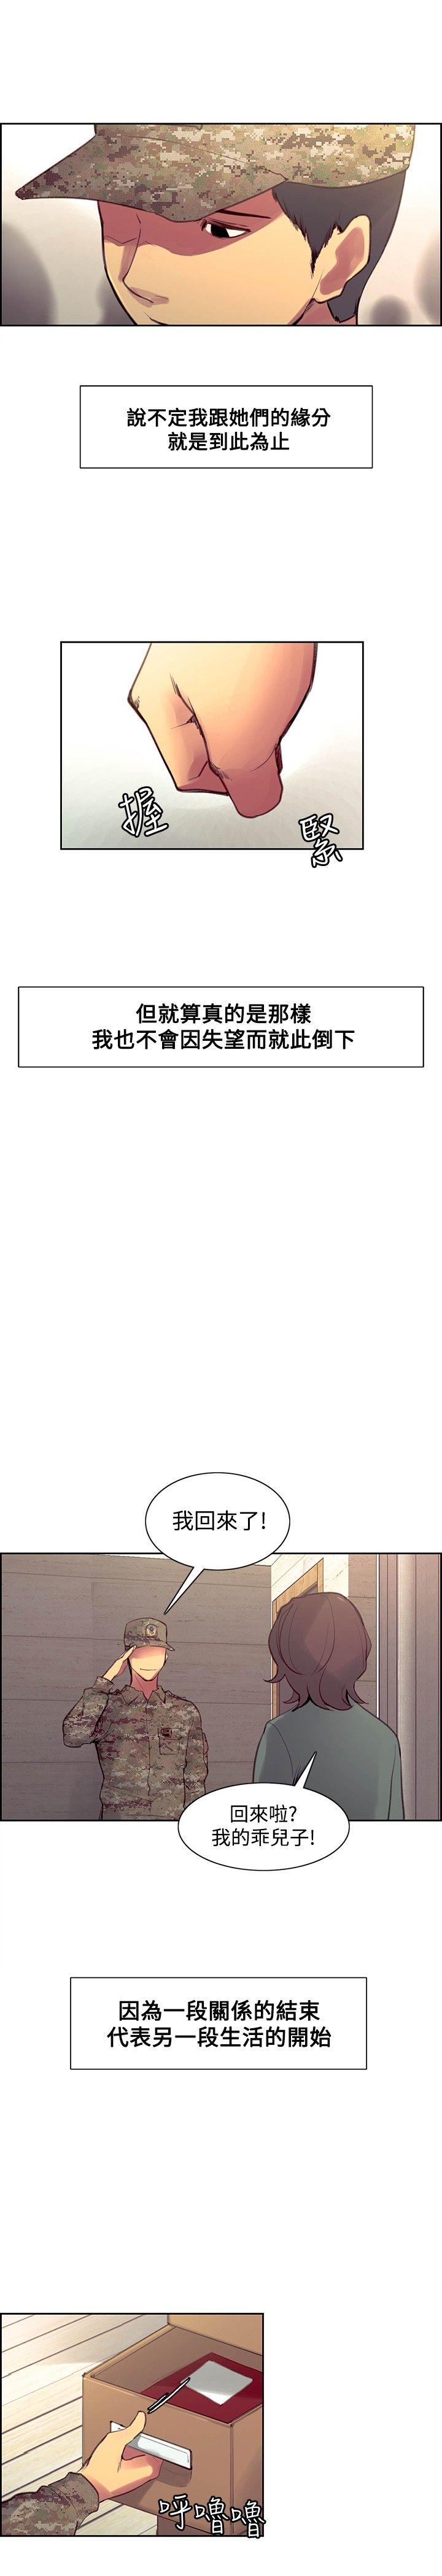 說不定我跟她們的緣分
就是到此為止
握
緊
但就算真的是那樣
我也不會因失望而就此倒下
我回來了!
回來啦?
我的乖兒子!
因為一段關係的結束
代表另一段生活的開始
呼嚕嚕